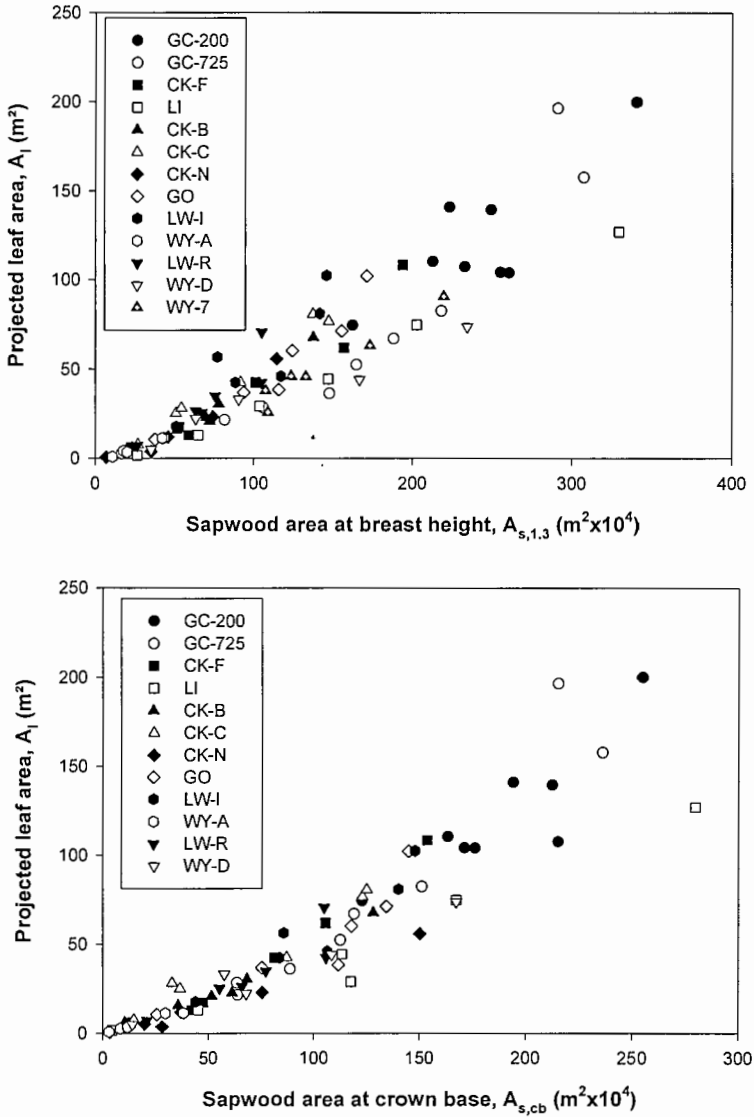 250
200
150
100
50
0
Projected leaf area, A_l (m²)
GC-200
GC-725
CK-F
LI
CK-B
CK-C
CK-N
GO
LW-I
WY-A
LW-R
WY-D
WY-7
0 100 200 300 400
Sapwood area at breast height, A_s,1.3 (m²x10⁴)
250
200
150
100
50
0
Projected leaf area, A_l (m²)
GC-200
GC-725
CK-F
LI
CK-B
CK-C
CK-N
GO
LW-I
WY-A
LW-R
WY-D
0 50 100 150 200 250 300
Sapwood area at crown base, A_s,cb (m²x10⁴)